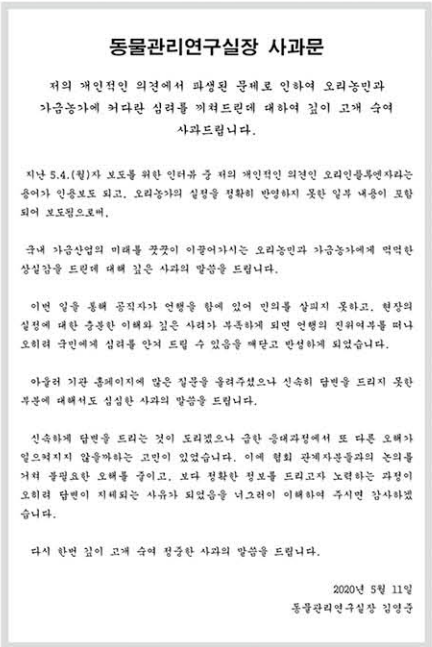 동물관리연구실장 사과문
저의 개인적인 의견에서 파생된 문제로 인하여 오리농민과
가금농가에 커다란 심려를 끼쳐드린데 대하여 깊이 고개 숙여
사과드립니다.
지난 5.4.(월)자 보도를 위한 인터뷰 중 저의 개인적인 의견인 오리인플루엔자라는
용어가 인용보도 되고, 오리농가의 실정을 정확히 반영하지 못한 일부 내용이 포함
되어 보도됨으로써,
국내 가금산업의 미래를 꿋꿋이 이끌어가시는 오리농민과 가금농가에게 먹먹한
상실감을 드린데 대해 깊은 사과의 말씀을 드립니다.
이번 일을 통해 공직자가 언행을 함에 있어 민의를 살피지 못하고, 현장의
실정에 대한 충분한 이해와 깊은 사려가 부족하게 되면 언행의 진위여부를 떠나
오히려 국민에게 심려를 안겨 드릴 수 있음을 깨닫고 반성하게 되었습니다.
아울러 기관 홈페이지에 많은 질문을 올려주셨으나 신속히 답변을 드리지 못한
부분에 대해서도 심심한 사과의 말씀을 드립니다.
신속하게 답변을 드리는 것이 도리겠으나 급한 응대과정에서 또 다른 오해가
일으켜지지 않을까하는 고민이 있었습니다. 이에 협회 관계자분들과의 논의를
거쳐 불필요한 오해를 줄이고, 보다 정확한 정보를 드리고자 노력하는 과정이
오히려 답변이 지체되는 사유가 되었음을 너그러이 이해하여 주시면 감사하겠
습니다.
다시 한번 깊이 고개 숙여 정중한 사과의 말씀을 드립니다.
2020년 5월 11일
동물관리연구실장 김영준